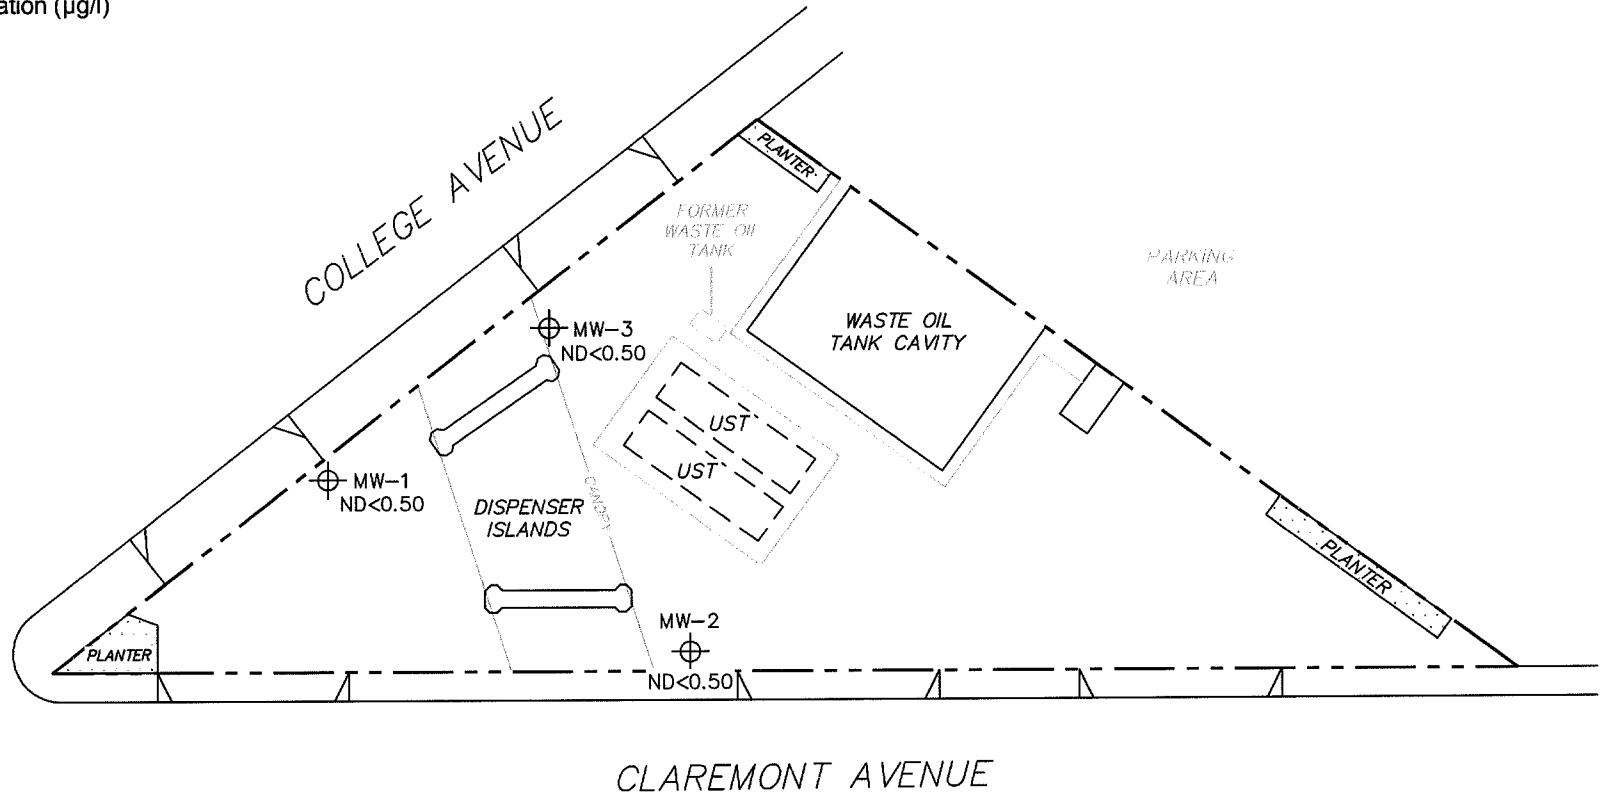 ation (µg/l)
COLLEGE AVENUE
PLANTER
FORMER
WASTE OIL
TANK
PARKING
AREA
MW-3
ND<0.50
WASTE OIL
TANK CAVITY
UST
UST
MW-1
ND<0.50
CANOPY
DISPENSER
ISLANDS
PLANTER
MW-2
ND<0.50
PLANTER
CLAREMONT AVENUE